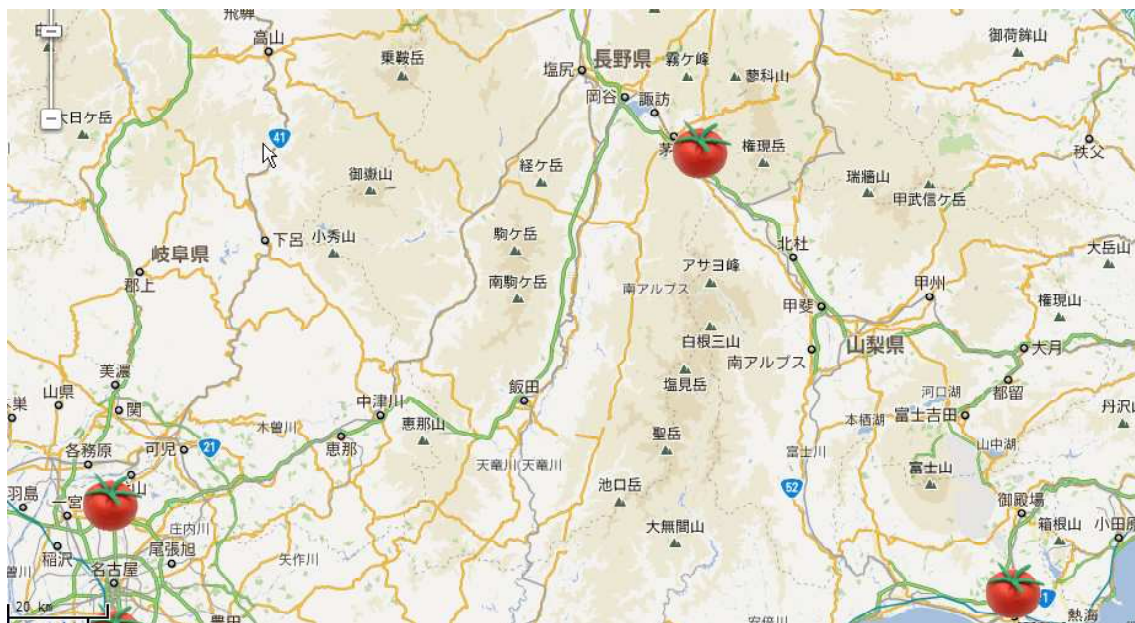 飛騨
高山
乗鞍岳
塩尻
長野県
霧ケ峰
御荷鉾山
蓼科山
岡谷
諏訪
大日ケ岳
41
茅
権現岳
秩父
経ケ岳
御嶽山
瑞牆山
甲武信ケ岳
駒ケ岳
下呂
小秀山
北杜
大岳山
岐阜県
アサヨ峰
郡上
南駒ケ岳
南アルプス
甲州
甲斐
権現山
白根三山
山梨県
大月
南アルプス
美濃
塩見岳
山県
飯田
河口湖
都留
巣
関
中津川
木曽川
恵那山
本栖湖
富士吉田
丹沢山
恵那
聖岳
山中湖
各務原
可児
21
天竜川
天竜川
富士川
富士山
池口岳
52
羽島
山
一宮
御殿場
大無間山
箱根山
小田原
庄内川
稲沢
尾張旭
矢作川
曽川
名古屋
1
20 km
熱海
豊田
安倍川